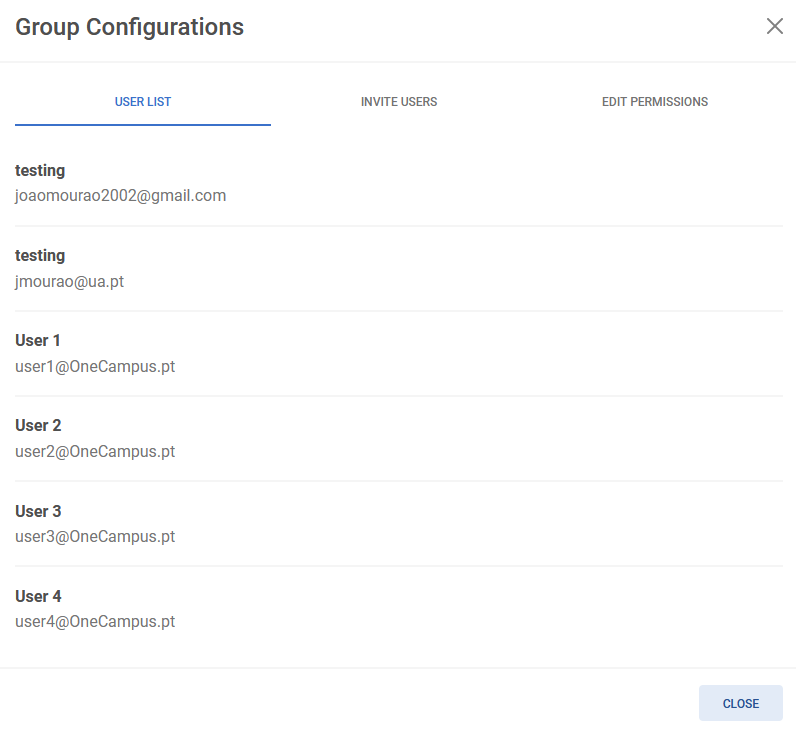 Group Configurations
USER LIST
INVITE USERS
EDIT PERMISSIONS
testing
joaomourao2002@gmail.com
testing
jmourao@ua.pt
User 1
user1@OneCampus.pt
User 2
user2@OneCampus.pt
User 3
user3@OneCampus.pt
User 4
user4@OneCampus.pt
CLOSE